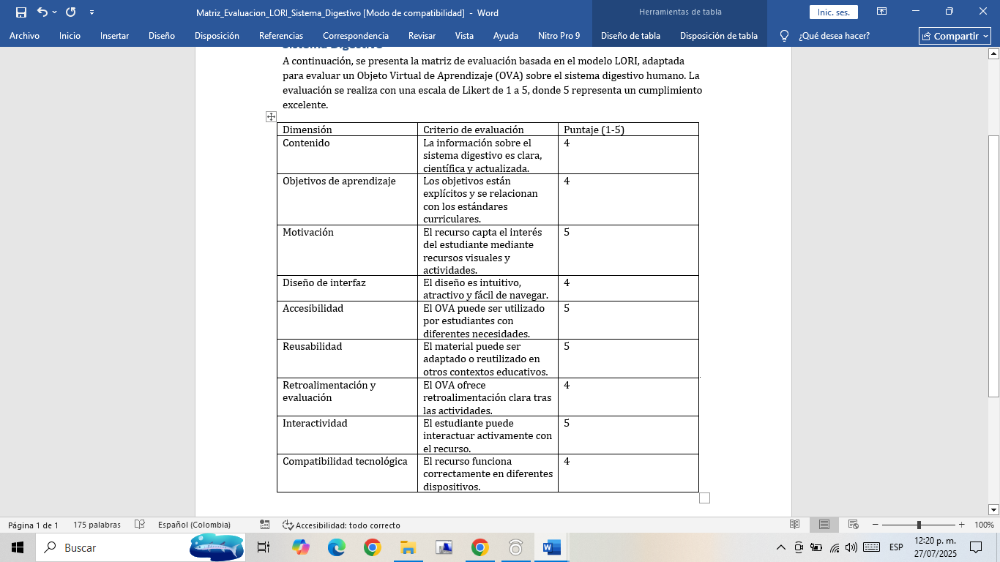 Matriz_Evaluacion_LORI_Sistema_Digestivo [Modo de compatibilidad] - Word
Herramientas de tabla
Inic. ses.
Archivo Inicio Insertar Diseño Disposición Referencias Correspondencia Revisar Vista Ayuda Nitro Pro 9 Diseño de tabla Disposición de tabla ¿Qué desea hacer? Compartir
Sistema Digestivo
A continuación, se presenta la matriz de evaluación basada en el modelo LORI, adaptada
para evaluar un Objeto Virtual de Aprendizaje (OVA) sobre el sistema digestivo humano. La
evaluación se realiza con una escala de Likert de 1 a 5, donde 5 representa un cumplimiento
excelente.
Dimensión Criterio de evaluación Puntaje (1-5)
Contenido La información sobre el 4
sistema digestivo es clara,
científica y actualizada.
Objetivos de aprendizaje Los objetivos están 4
explícitos y se relacionan
con los estándares
curriculares.
Motivación El recurso capta el interés 5
del estudiante mediante
recursos visuales y
actividades.
Diseño de interfaz El diseño es intuitivo, 4
atractivo y fácil de navegar.
Accesibilidad El OVA puede ser utilizado 5
por estudiantes con
diferentes necesidades.
Reusabilidad El material puede ser 5
adaptado o reutilizado en
otros contextos educativos.
Retroalimentación y El OVA ofrece 4
evaluación retroalimentación clara tras
las actividades.
Interactividad El estudiante puede 5
interactuar activamente con
el recurso.
Compatibilidad tecnológica El recurso funciona 4
correctamente en diferentes
dispositivos.
Página 1 de 1 175 palabras Español (Colombia) Accesibilidad: todo correcto 100%
Buscar
ESP
12:20 p. m.
27/07/2025